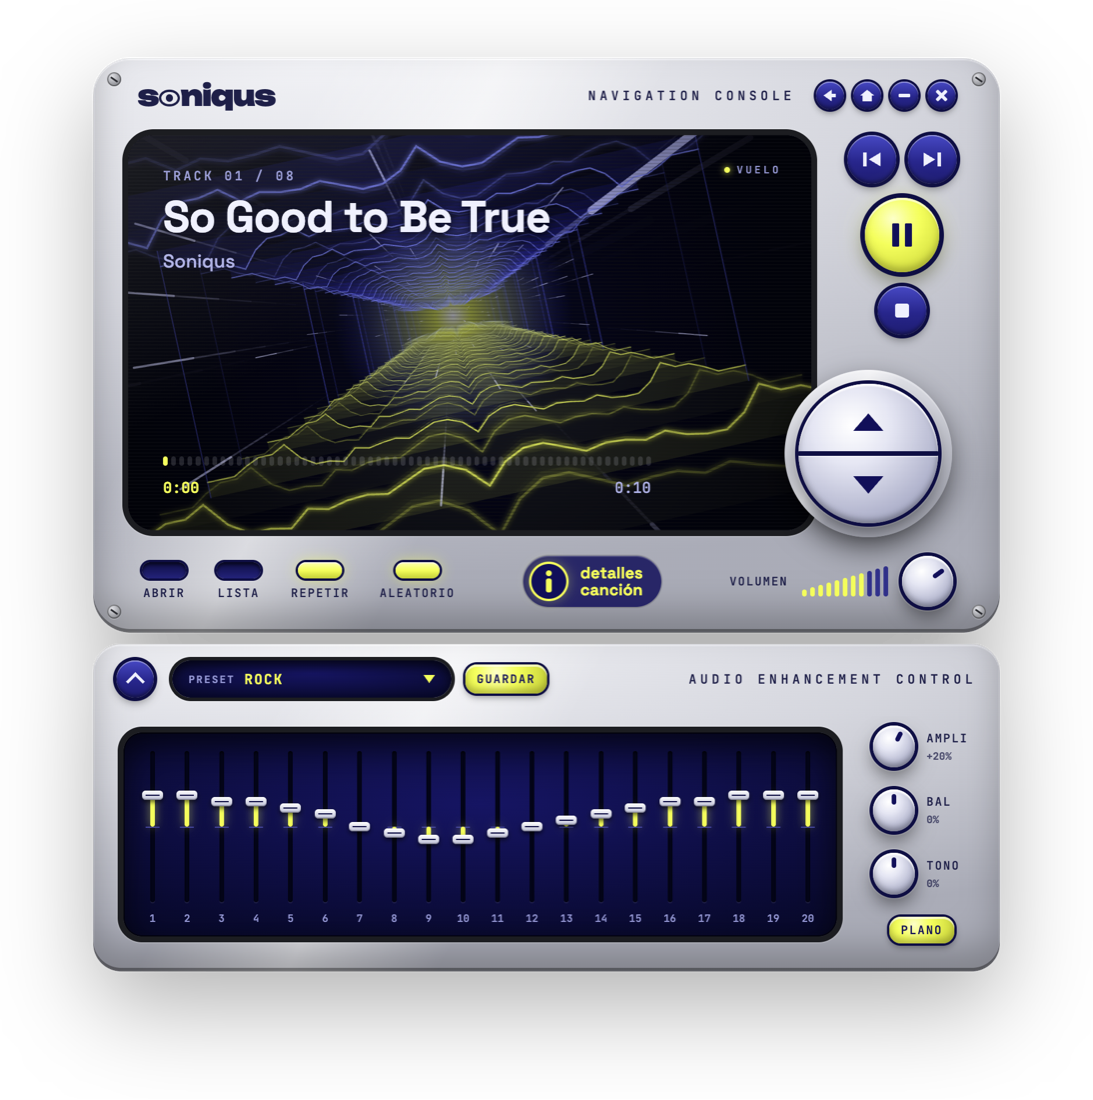 soniqus
NAVIGATION CONSOLE
TRACK 01 / 08
VUELO
So Good to Be True
Soniqus
0:00
0:10
ABRIR
LISTA
REPETIR
ALEATORIO
detalles
canción
VOLUMEN
PRESET ROCK
GUARDAR
AUDIO ENHANCEMENT CONTROL
AMPLI
+20%
BAL
0%
TONO
0%
1 2 3 4 5 6 7 8 9 10 11 12 13 14 15 16 17 18 19 20
PLANO